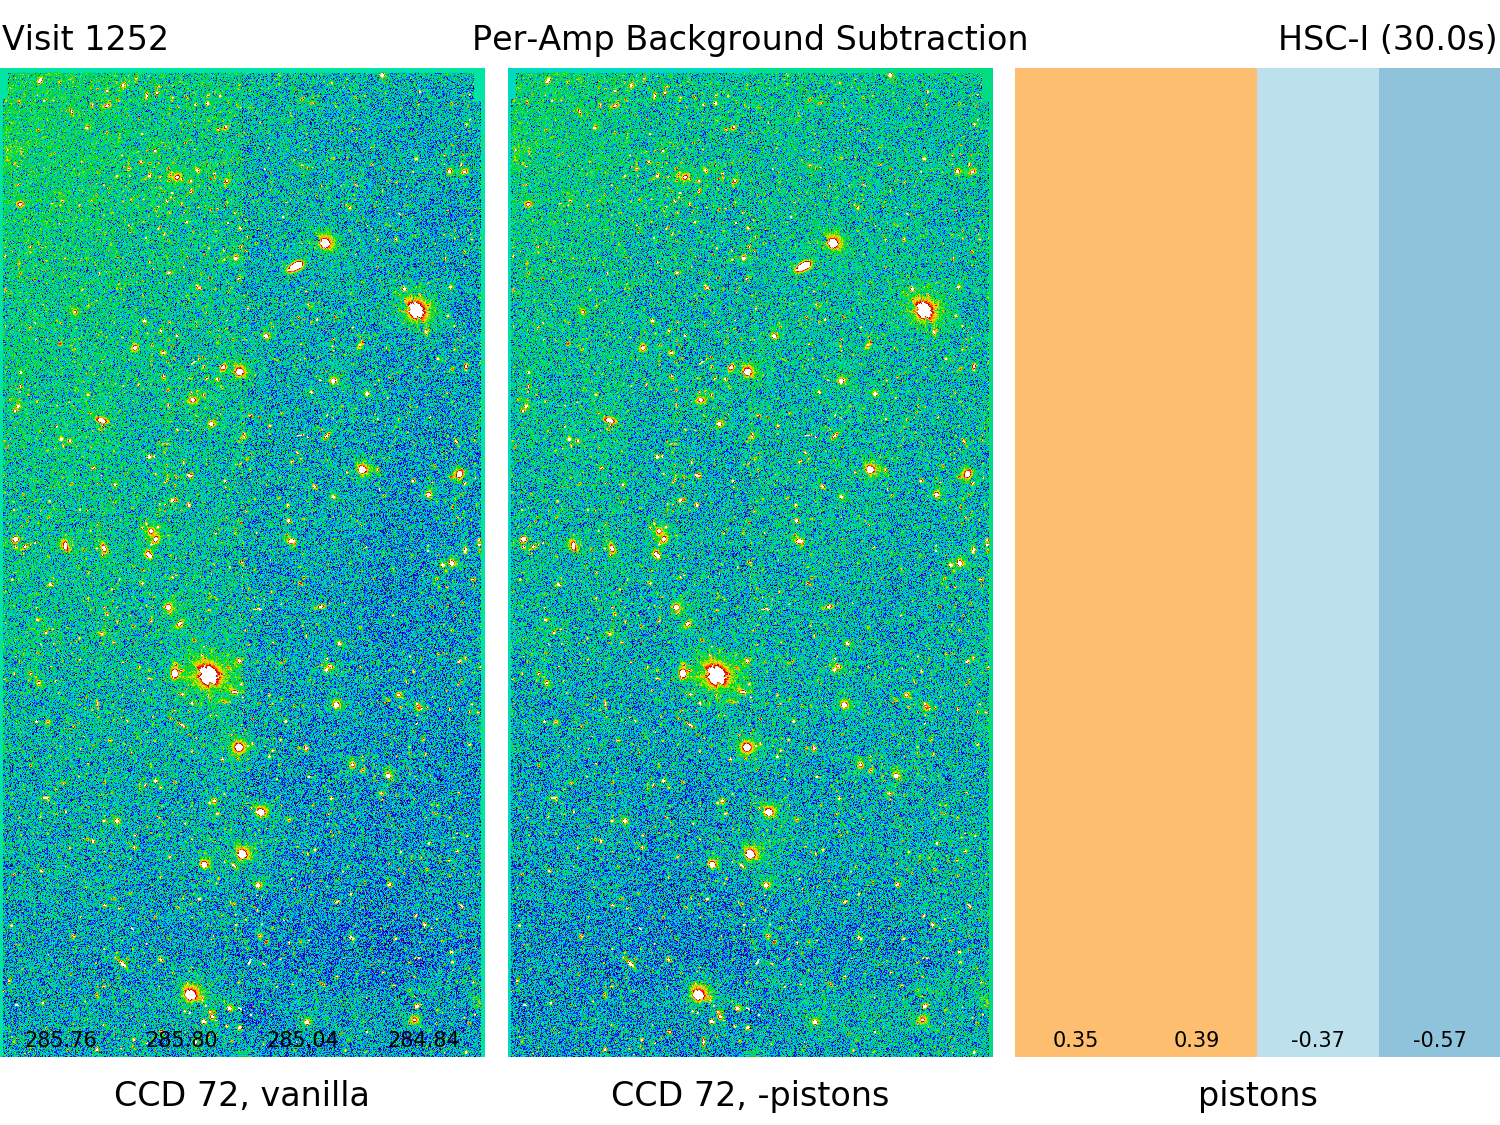 Visit 1252 Per-Amp Background Subtraction HSC-I (30.0s)
285.76 285.80 285.04 284.84 0.35 0.39 -0.37 -0.57
CCD 72, vanilla CCD 72, -pistons pistons